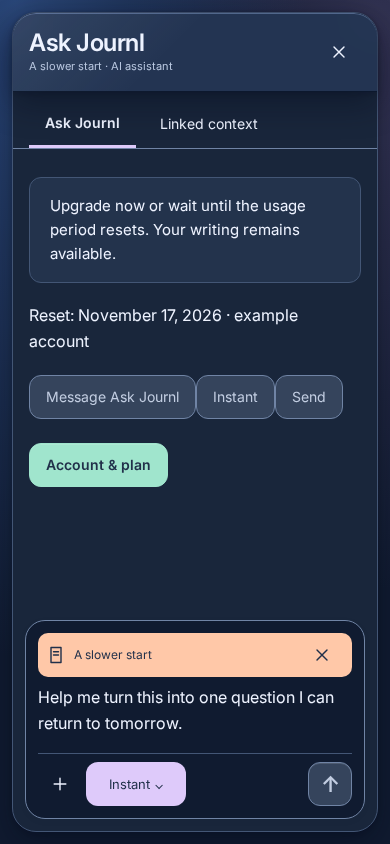 Ask Journl
A slower start · AI assistant
Ask Journl
Linked context
Upgrade now or wait until the usage
period resets. Your writing remains
available.
Reset: November 17, 2026 · example
account
Message Ask Journl
Instant
Send
Account & plan
A slower start
Help me turn this into one question I can
return to tomorrow.
Instant